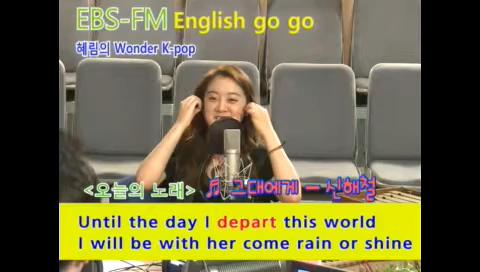 EBS-FM English go go
혜림의 Wonder K-pop
<오늘의 노래> ♬ 그대에게 – 신해철
Until the day I depart this world
I will be with her come rain or shine